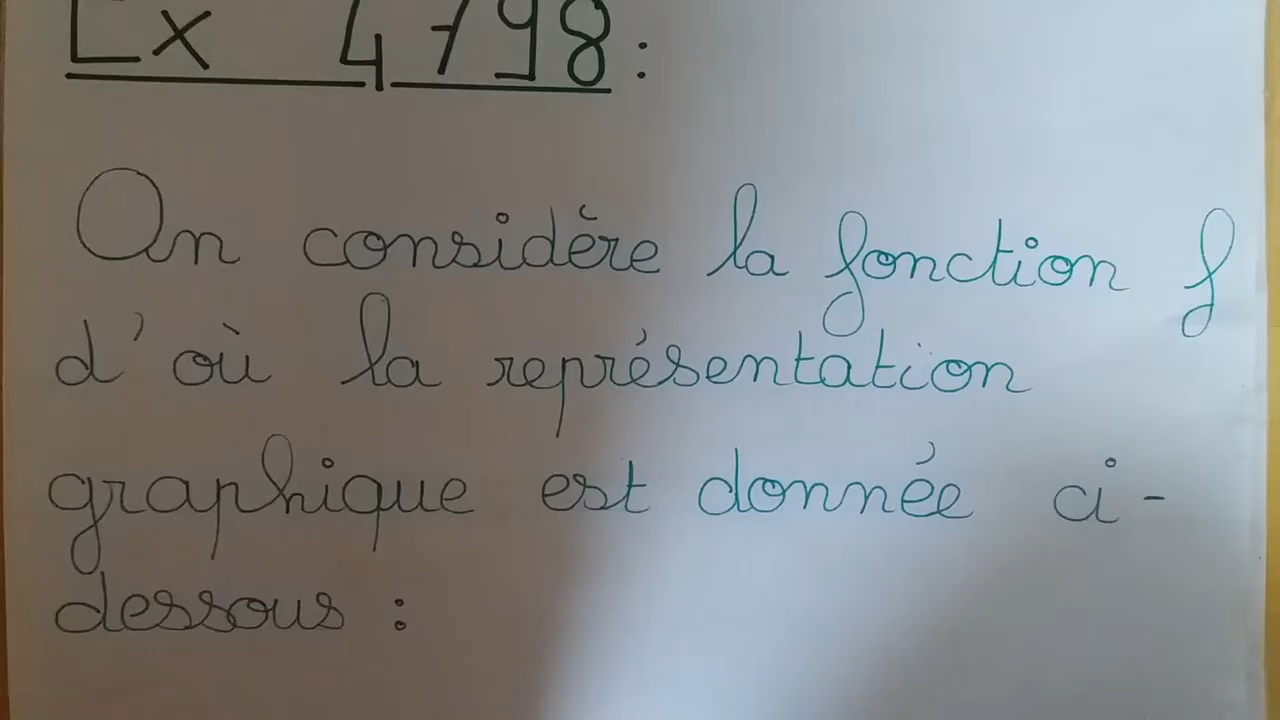 Ex 4798:
On considère la fonction f
d'où la représentation
graphique est donnée ci-
dessous :